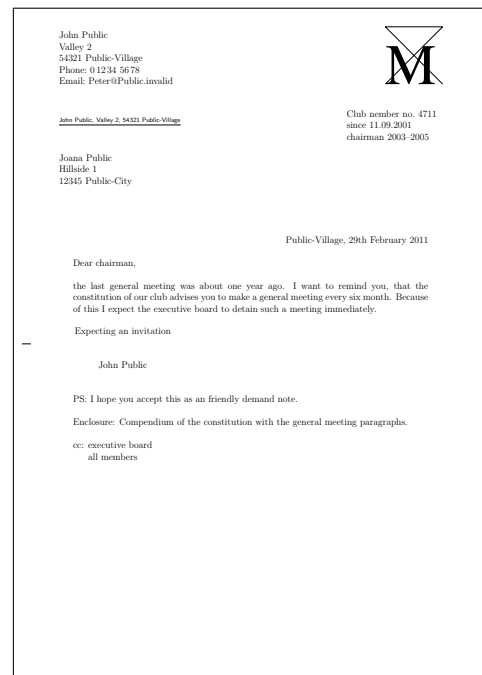 John Public
Valley 2
54321 Public-Village
Phone: 0 12 34 56 78
Email: Peter@Public.invalid
M
John Public, Valley 2, 54321 Public-Village
Club nember no. 4711
since 11.09.2001
chairman 2003–2005
Joana Public
Hillside 1
12345 Public-City
Public-Village, 29th February 2011
Dear chairman,
the last general meeting was about one year ago. I want to remind you, that the
constitution of our club advises you to make a general meeting every six month. Because
of this I expect the executive board to detain such a meeting immediately.
Expecting an invitation
John Public
PS: I hope you accept this as an friendly demand note.
Enclosure: Compendium of the constitution with the general meeting paragraphs.
cc: executive board
all members